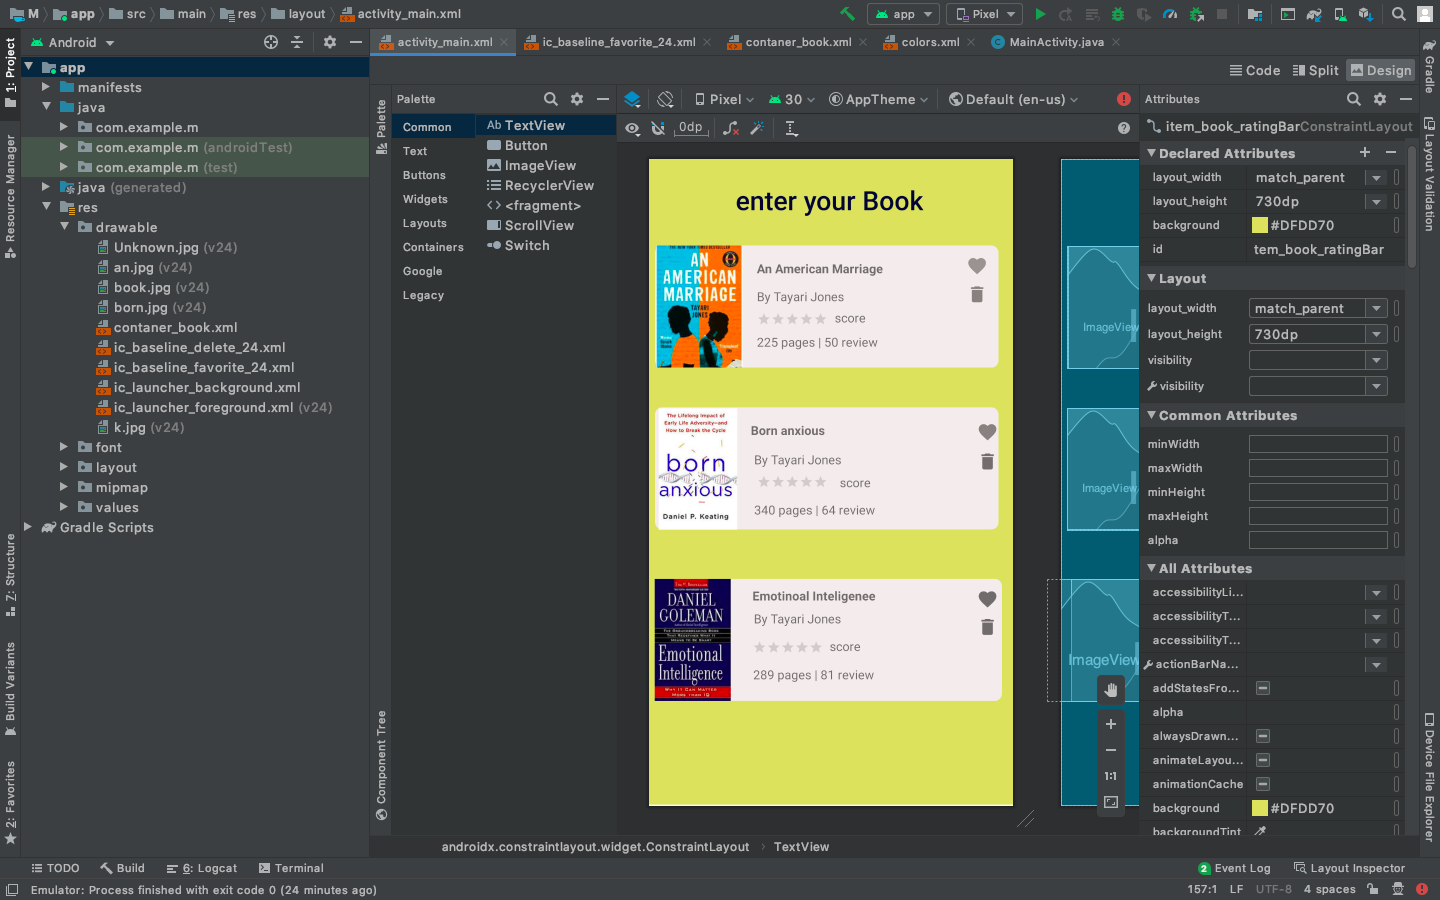 M › app › src › main › res › layout › activity_main.xml
app
Pixel
Android
activity_main.xml
ic_baseline_favorite_24.xml
contaner_book.xml
colors.xml
MainActivity.java
Code
Split
Design
1: Project
Resource Manager
7: Structure
Build Variants
2: Favorites
app
manifests
java
com.example.m
com.example.m (androidTest)
com.example.m (test)
java (generated)
res
drawable
Unknown.jpg (v24)
an.jpg (v24)
book.jpg (v24)
born.jpg (v24)
contaner_book.xml
ic_baseline_delete_24.xml
ic_baseline_favorite_24.xml
ic_launcher_background.xml
ic_launcher_foreground.xml (v24)
k.jpg (v24)
font
layout
mipmap
values
Gradle Scripts
Palette
Component Tree
Palette
Common
Text
Buttons
Widgets
Layouts
Containers
Google
Legacy
Ab TextView
Button
ImageView
RecyclerView
<fragment>
ScrollView
Switch
Pixel
30
AppTheme
Default (en-us)
0dp
enter your Book
AN
AMERICAN
MARRIAGE
TAYARI
JONES
An American Marriage
By Tayari Jones
score
225 pages | 50 review
The Lifelong Impact of
Early Life Adversity—and
How to Break the Cycle
born
anxious
Daniel P. Keating
Born anxious
By Tayari Jones
score
340 pages | 64 review
DANIEL
GOLEMAN
Emotional
Intelligence
WHY IT CAN MATTER
MORE THAN IQ
Emotinoal Inteligenee
By Tayari Jones
score
289 pages | 81 review
ImageView
ImageView
ImageView
1:1
Attributes
item_book_ratingBar ConstraintLayout
Declared Attributes
layout_width match_parent
layout_height 730dp
background #DFDD70
id tem_book_ratingBar
Layout
layout_width match_parent
layout_height 730dp
visibility
visibility
Common Attributes
minWidth
maxWidth
minHeight
maxHeight
alpha
All Attributes
accessibilityLi...
accessibilityT...
accessibilityT...
actionBarNa...
addStatesFro...
alpha
alwaysDrawn...
animateLayou...
animationCache
background #DFDD70
backgroundTint
Gradle
Layout Validation
Device File Explorer
androidx.constraintlayout.widget.ConstraintLayout › TextView
TODO
Build
6: Logcat
Terminal
2 Event Log
Layout Inspector
Emulator: Process finished with exit code 0 (24 minutes ago)
157:1 LF UTF-8 4 spaces